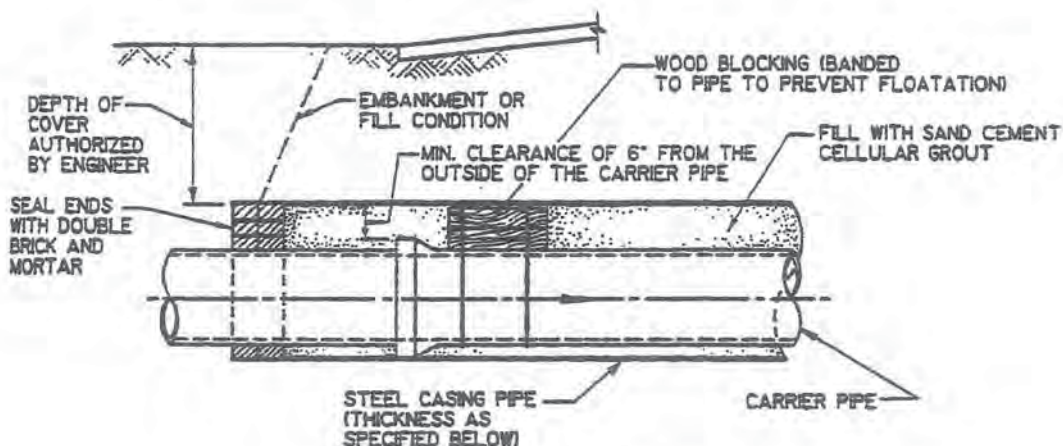 WOOD BLOCKING (BANDED
TO PIPE TO PREVENT FLOATATION)
DEPTH OF
COVER
AUTHORIZED
BY ENGINEER
EMBANKMENT OR
FILL CONDITION
FILL WITH SAND CEMENT
CELLULAR GROUT
MIN. CLEARANCE OF 6" FROM THE
OUTSIDE OF THE CARRIER PIPE
SEAL ENDS
WITH DOUBLE
BRICK AND
MORTAR
STEEL CASING PIPE
(THICKNESS AS
SPECIFIED BELOW)
CARRIER PIPE